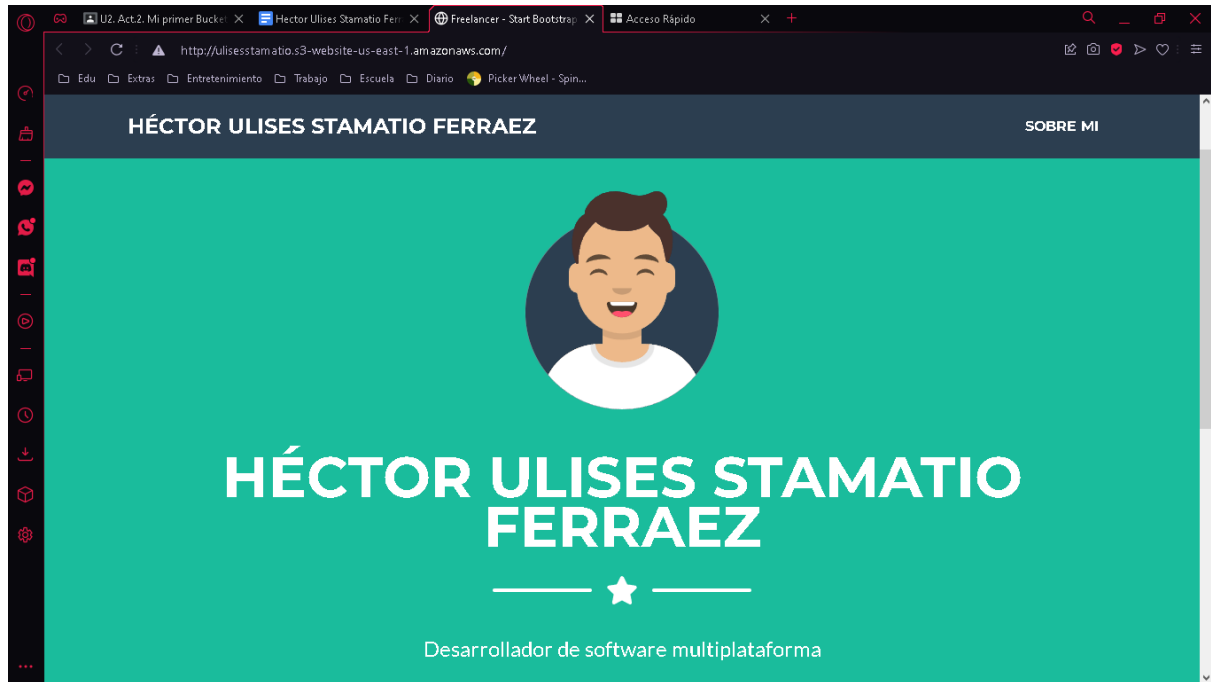 U2. Act.2. Mi primer Bucket
Hector Ulises Stamatio Ferr
Freelancer - Start Bootstrap
Acceso Rápido
http://ulisesstamatio.s3-website-us-east-1.amazonaws.com/
Edu Extras Entretenimiento Trabajo Escuela Diario Picker Wheel - Spin...
HÉCTOR ULISES STAMATIO FERRAEZ
SOBRE MI
HÉCTOR ULISES STAMATIO
FERRAEZ
Desarrollador de software multiplataforma